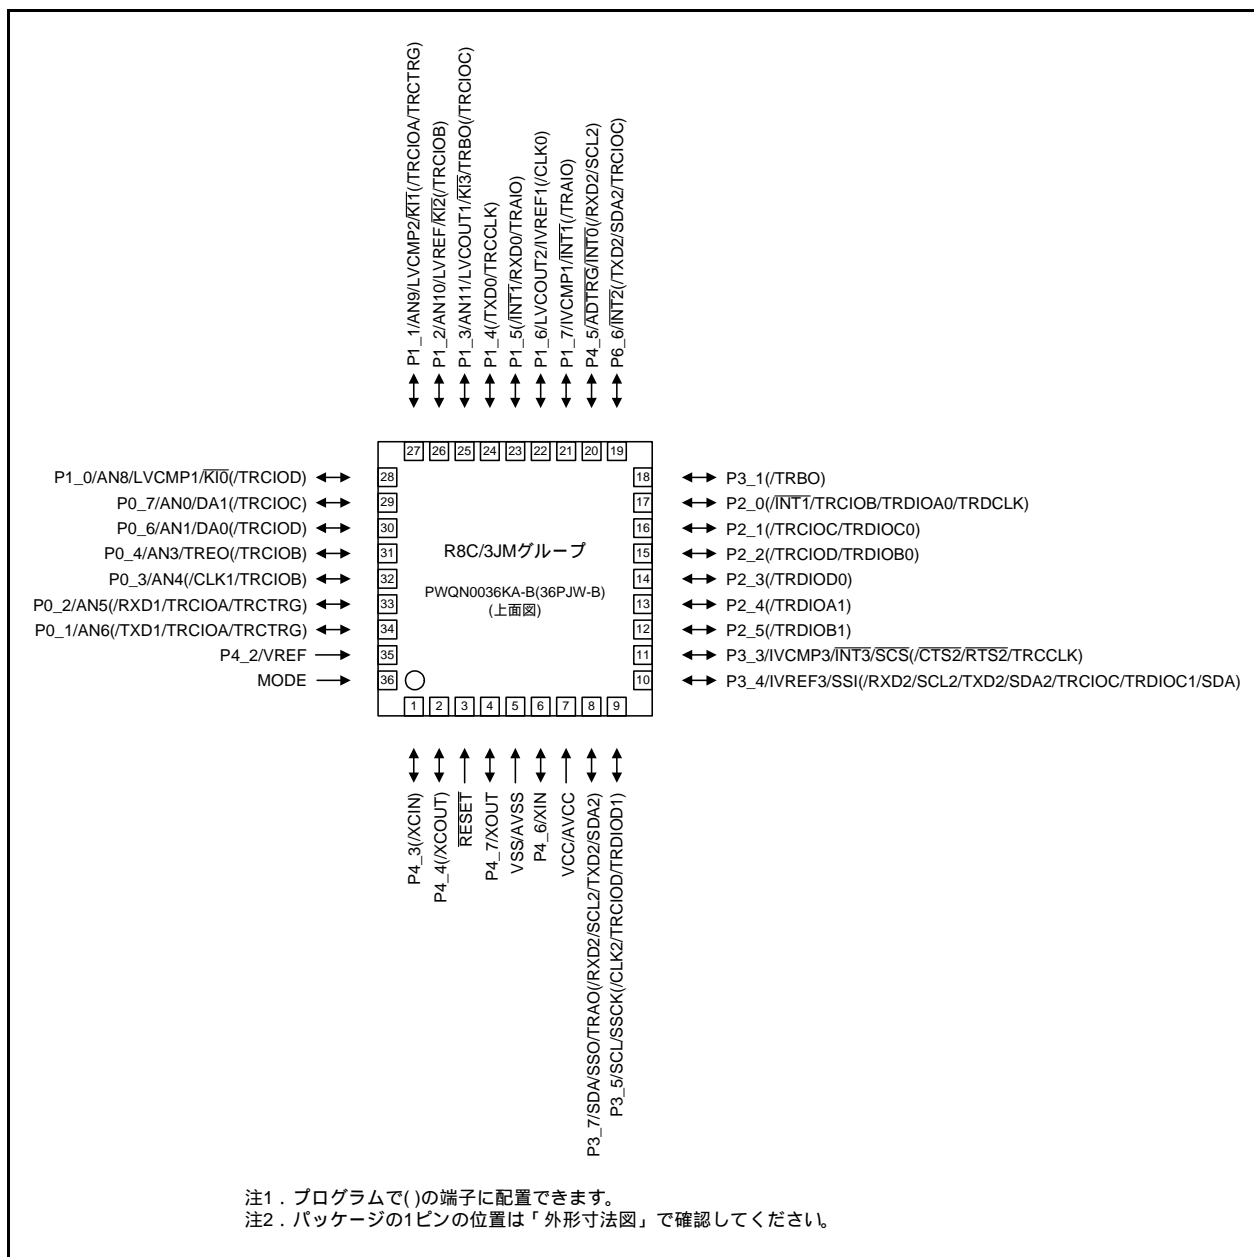 P1_1/AN9/LVCMP2/KI1(/TRCIOA/TRCTRG)
P1_2/AN10/LVREF/KI2(/TRCIOB)
P1_3/AN11/LVCOUT1/KI3/TRBO(/TRCIOC)
P1_4(/TXD0/TRCCLK)
P1_5(/INT1/RXD0/TRAIO)
P1_6/LVCOUT2/IVREF1(/CLK0)
P1_7/IVCMP1/INT1(/TRAIO)
P4_5/ADTRG/INT0(/RXD2/SCL2)
P6_6/INT2(/TXD2/SDA2/TRCIOC)
27 26 25 24 23 22 21 20 19
P1_0/AN8/LVCMP1/KI0(/TRCIOD) 28
P0_7/AN0/DA1(/TRCIOC) 29
P0_6/AN1/DA0(/TRCIOD) 30
P0_4/AN3/TREO(/TRCIOB) 31
P0_3/AN4(/CLK1/TRCIOB) 32
P0_2/AN5(/RXD1/TRCIOA/TRCTRG) 33
P0_1/AN6(/TXD1/TRCIOA/TRCTRG) 34
P4_2/VREF 35
MODE 36
R8C/3JMグループ
PWQN0036KA-B(36PJW-B)
(上面図)
18 P3_1(/TRBO)
17 P2_0(/INT1/TRCIOB/TRDIOA0/TRDCLK)
16 P2_1(/TRCIOC/TRDIOC0)
15 P2_2(/TRCIOD/TRDIOB0)
14 P2_3(/TRDIOD0)
13 P2_4(/TRDIOA1)
12 P2_5(/TRDIOB1)
11 P3_3/IVCMP3/INT3/SCS(/CTS2/RTS2/TRCCLK)
10 P3_4/IVREF3/SSI(/RXD2/SCL2/TXD2/SDA2/TRCIOC/TRDIOC1/SDA)
1 2 3 4 5 6 7 8 9
P4_3(/XCIN)
P4_4(/XCOUT)
RESET
P4_7/XOUT
VSS/AVSS
P4_6/XIN
VCC/AVCC
P3_7/SDA/SSO/TRAO(/RXD2/SCL2/TXD2/SDA2)
P3_5/SCL/SSCK(/CLK2/TRCIOD/TRDIOD1)
注1．プログラムで( )の端子に配置できます。
注2．パッケージの1ピンの位置は「外形寸法図」で確認してください。